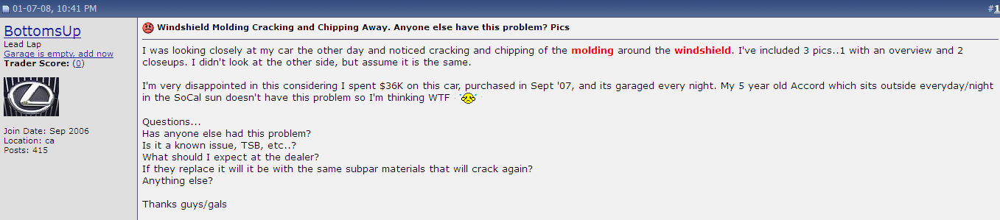 01-07-08, 10:41 PM
#1
BottomsUp
Lead Lap
Garage is empty, add now
Trader Score: (0)
Join Date: Sep 2006
Location: ca
Posts: 415
Windshield Molding Cracking and Chipping Away. Anyone else have this problem? Pics
I was looking closely at my car the other day and noticed cracking and chipping of the molding around the windshield. I've included 3 pics..1 with an overview and 2
closeups. I didn't look at the other side, but assume it is the same.
I'm very disappointed in this considering I spent $36K on this car, purchased in Sept '07, and its garaged every night. My 5 year old Accord which sits outside everyday/night
in the SoCal sun doesn't have this problem so I'm thinking WTF
Questions...
Has anyone else had this problem?
Is it a known issue, TSB, etc..?
What should I expect at the dealer?
If they replace it will it be with the same subpar materials that will crack again?
Anything else?
Thanks guys/gals